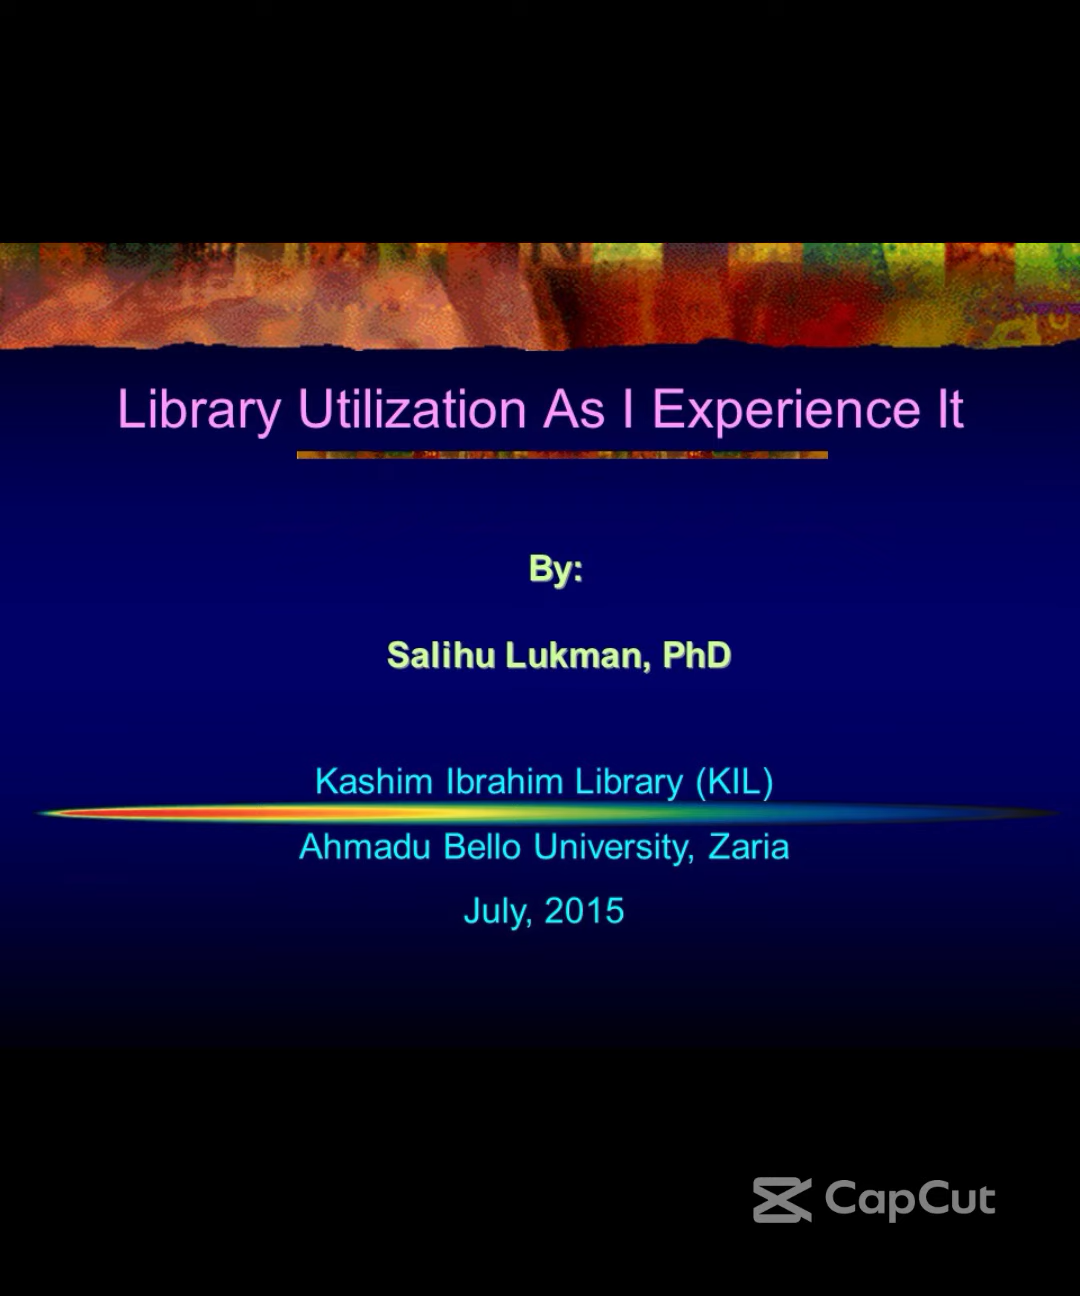 Library Utilization As I Experience It
By:
Salihu Lukman, PhD
Kashim Ibrahim Library (KIL)
Ahmadu Bello University, Zaria
July, 2015
CapCut